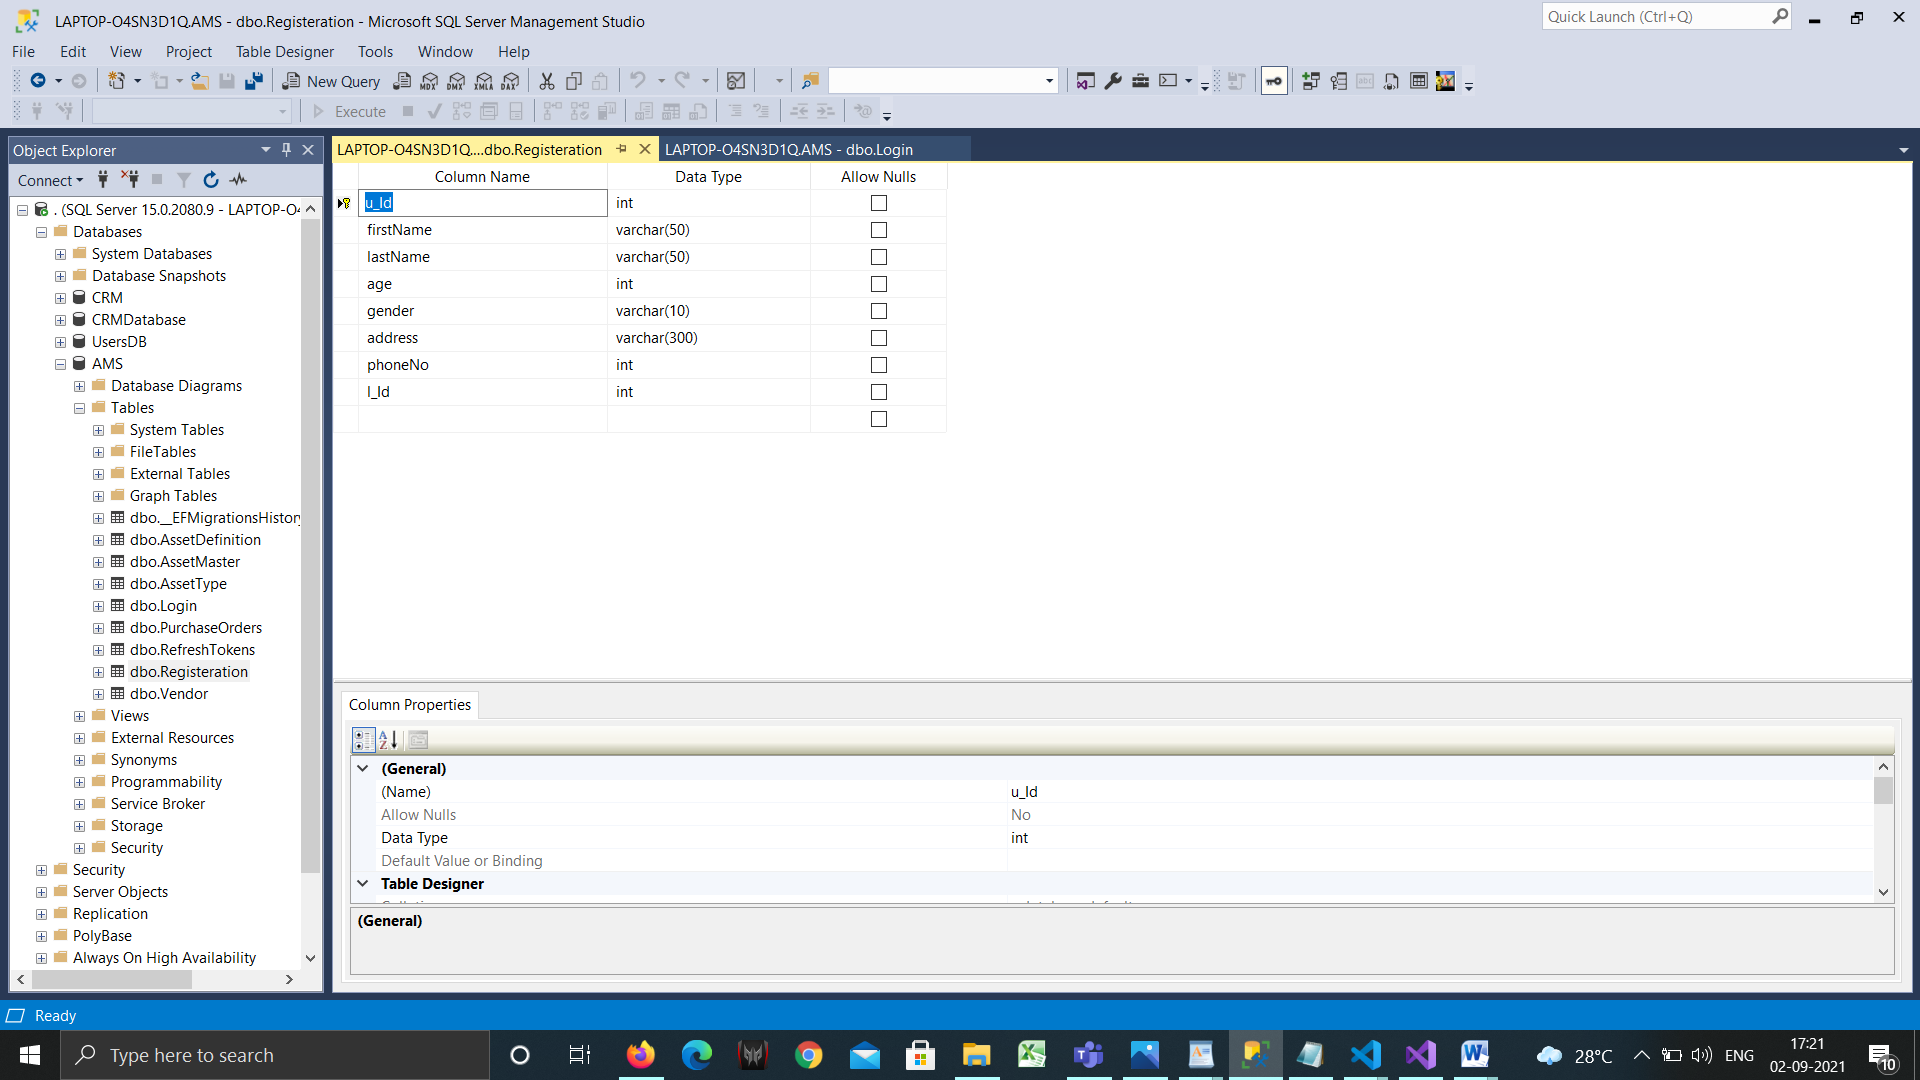 LAPTOP-O4SN3D1Q.AMS - dbo.Registeration - Microsoft SQL Server Management Studio
Quick Launch (Ctrl+Q)
File Edit View Project Table Designer Tools Window Help
New Query MDX DMX XMLA DAX
Execute
Object Explorer
Connect
. (SQL Server 15.0.2080.9 - LAPTOP-O4
Databases
System Databases
Database Snapshots
CRM
CRMDatabase
UsersDB
AMS
Database Diagrams
Tables
System Tables
FileTables
External Tables
Graph Tables
dbo.__EFMigrationsHistory
dbo.AssetDefinition
dbo.AssetMaster
dbo.AssetType
dbo.Login
dbo.PurchaseOrders
dbo.RefreshTokens
dbo.Registeration
dbo.Vendor
Views
External Resources
Synonyms
Programmability
Service Broker
Storage
Security
Security
Server Objects
Replication
PolyBase
Always On High Availability
LAPTOP-O4SN3D1Q....dbo.Registeration LAPTOP-O4SN3D1Q.AMS - dbo.Login
Column Name Data Type Allow Nulls
u_Id int
firstName varchar(50)
lastName varchar(50)
age int
gender varchar(10)
address varchar(300)
phoneNo int
l_Id int
Column Properties
(General)
(Name) u_Id
Allow Nulls No
Data Type int
Default Value or Binding
Table Designer
(General)
Ready
Type here to search
28°C ENG
17:21
02-09-2021
10